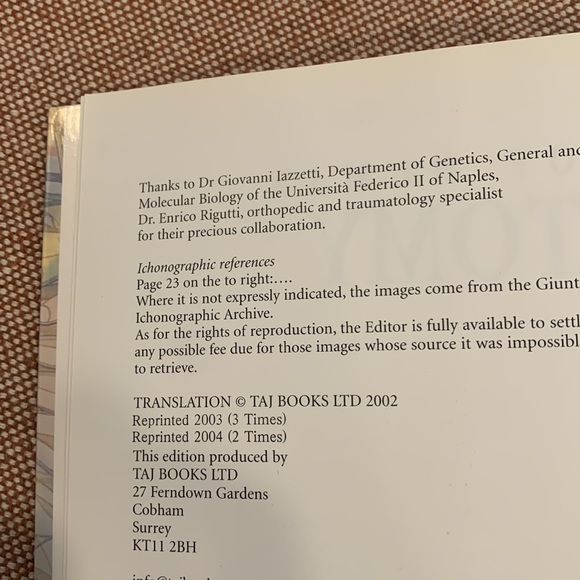 Thanks to Dr Giovanni Iazzetti, Department of Genetics, General and
Molecular Biology of the Università Federico II of Naples,
Dr. Enrico Rigutti, orthopedic and traumatology specialist
for their precious collaboration.
Ichonographic references
Page 23 on the to right:....
Where it is not expressly indicated, the images come from the Giunt
Ichonographic Archive.
As for the rights of reproduction, the Editor is fully available to settl
any possible fee due for those images whose source it was impossibl
to retrieve.
TRANSLATION © TAJ BOOKS LTD 2002
Reprinted 2003 (3 Times)
Reprinted 2004 (2 Times)
This edition produced by
TAJ BOOKS LTD
27 Ferndown Gardens
Cobham
Surrey
KT11 2BH